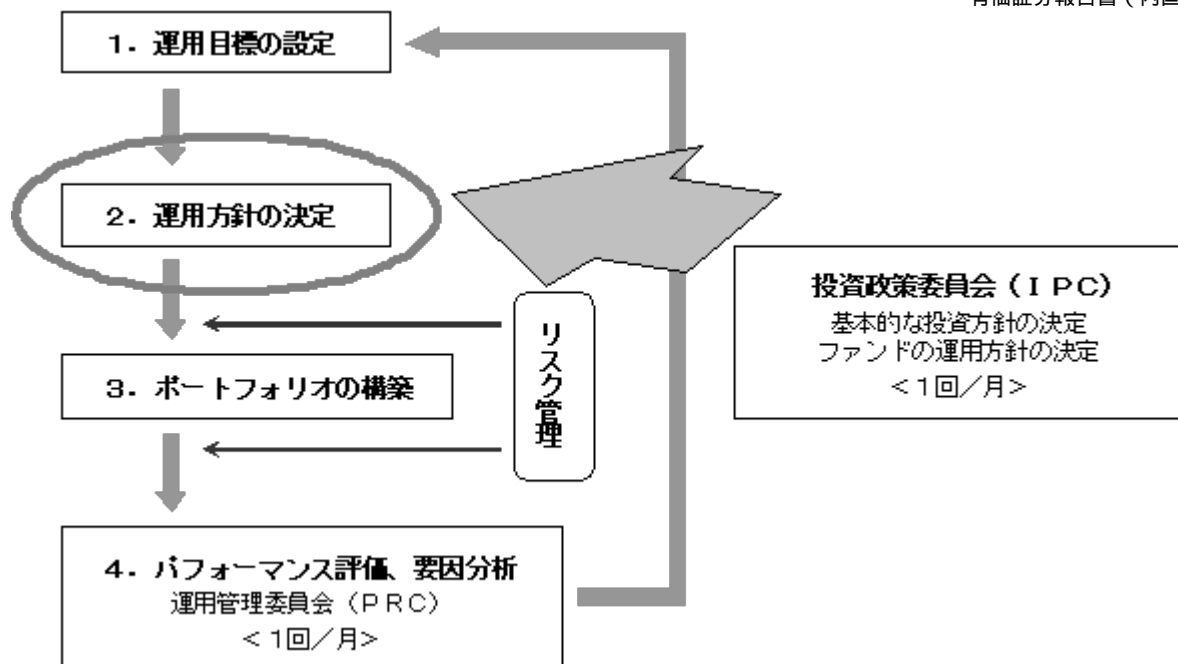 有価証券報告書（内国
１．運用目標の設定
２．運用方針の決定
投資政策委員会（ＩＰＣ）
基本的な投資方針の決定
ファンドの運用方針の決定
＜１回／月＞
リスク管理
３．ポートフォリオの構築
４．パフォーマンス評価、要因分析
運用管理委員会（ＰＲＣ）
＜１回／月＞